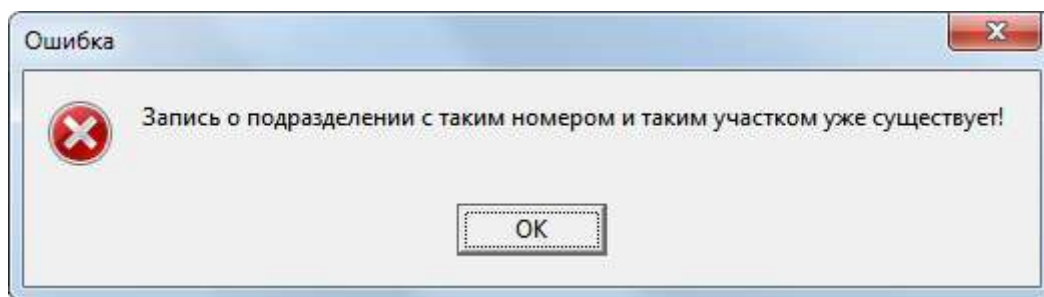 Ошибка
Запись о подразделении с таким номером и таким участком уже существует!
OK